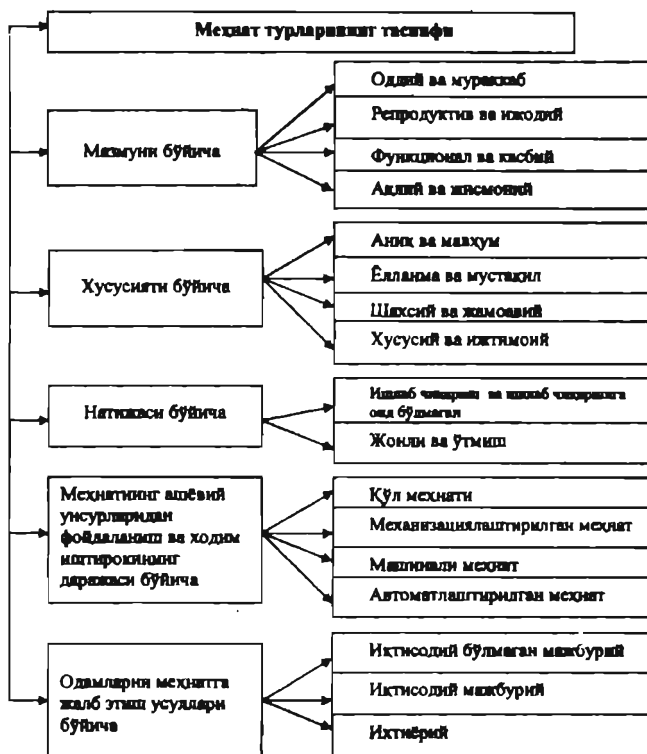 Меҳнат турларининг таснифи
Мазмуни бўйича
Оддий ва мураккаб
Репродуктив ва ижодий
Функционал ва касбий
Ақлий ва жисмоний
Хусусияти бўйича
Аниқ ва мавҳум
Ёлланма ва мустақил
Шахсий ва жамоавий
Хусусий ва ижтимоий
Натижаси бўйича
Ишлаб чиқариш ва ишлаб чиқаришга
оид бўлмаган
Жонли ва ўтмиш
Меҳнатнинг ашёвий
унсурларидан
фойдаланиш ва ходим
иштирокининг
даражаси бўйича
Қўл меҳнати
Механизациялаштирилган меҳнат
Машинали меҳнат
Автоматлаштирилган меҳнат
Одамларни меҳнатга
жалб этиш усуллари
бўйича
Иқтисодий бўлмаган мажбурий
Иқтисодий мажбурий
Ихтиёрий